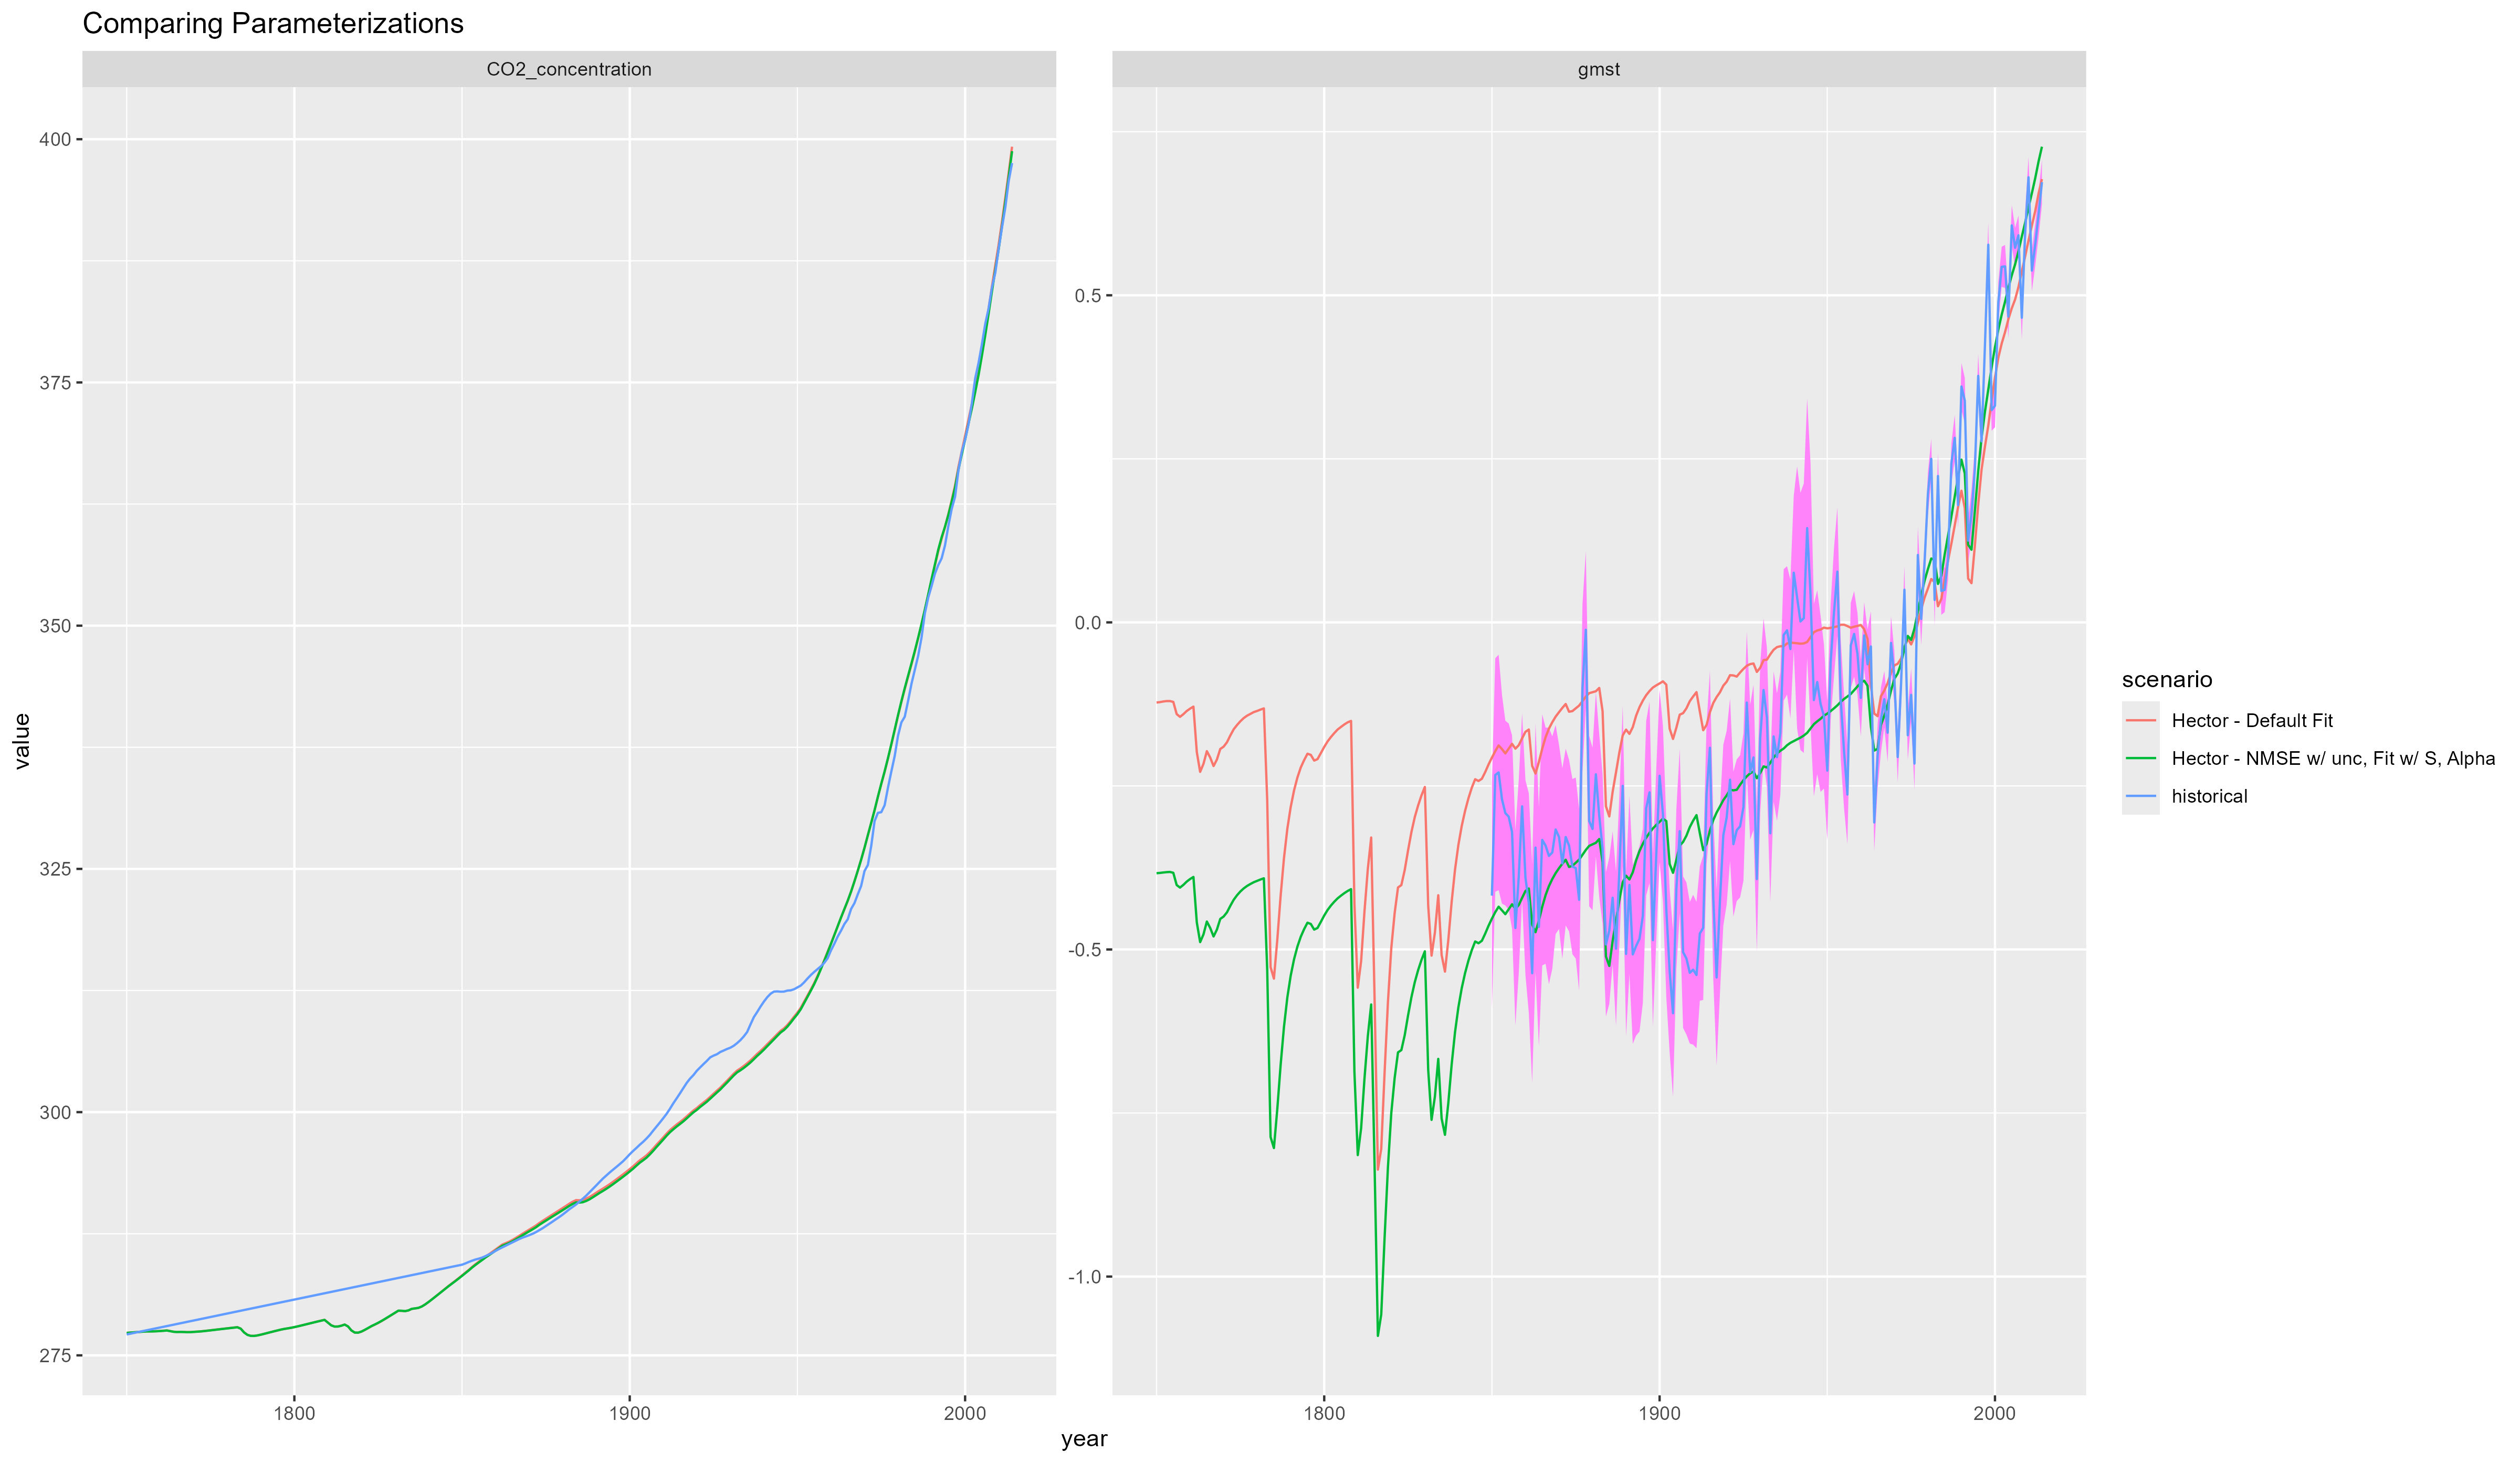 Comparing Parameterizations
CO2_concentration
gmst
value
400
375
350
325
300
275
0.5
0.0
-0.5
-1.0
1800
1900
2000
1800
1900
2000
year
scenario
Hector - Default Fit
Hector - NMSE w/ unc, Fit w/ S, Alpha
historical